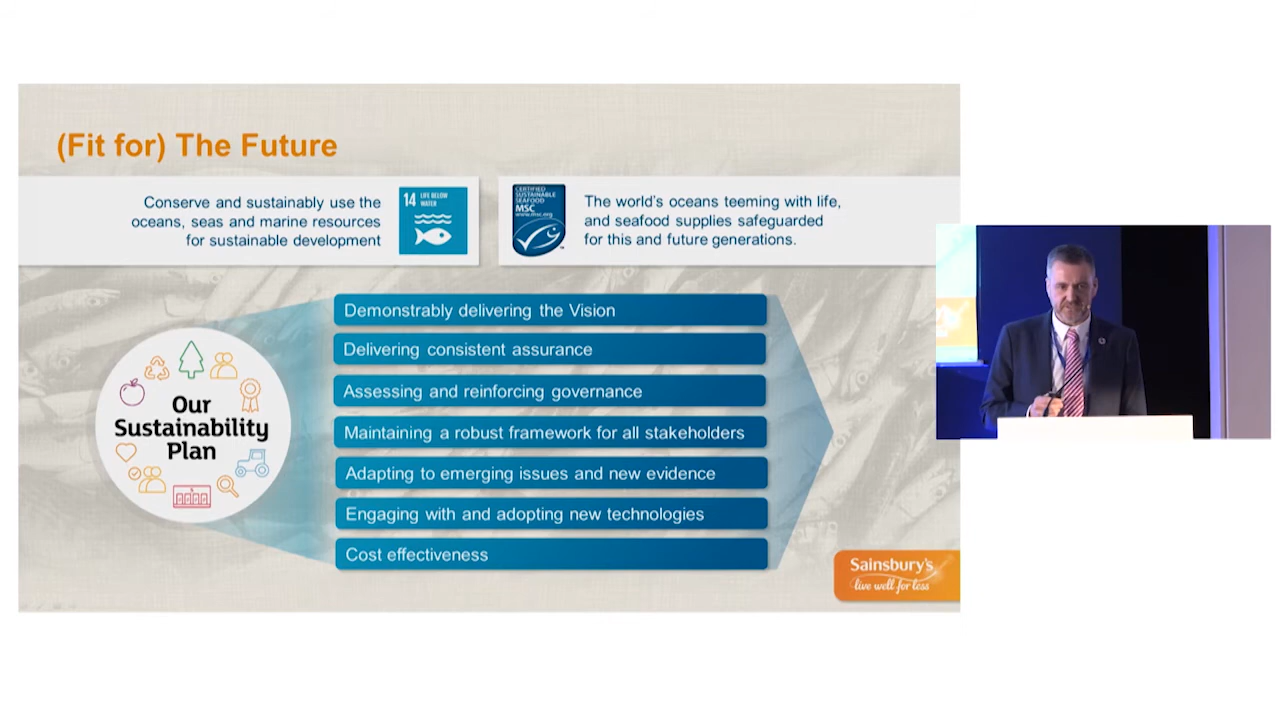 (Fit for) The Future
Conserve and sustainably use the
oceans, seas and marine resources
for sustainable development
14 LIFE BELOW
WATER
CERTIFIED
SUSTAINABLE
SEAFOOD
MSC
www.msc.org
TM
The world's oceans teeming with life,
and seafood supplies safeguarded
for this and future generations.
Our
Sustainability
Plan
Demonstrably delivering the Vision
Delivering consistent assurance
Assessing and reinforcing governance
Maintaining a robust framework for all stakeholders
Adapting to emerging issues and new evidence
Engaging with and adopting new technologies
Cost effectiveness
Sainsbury's
live well for less